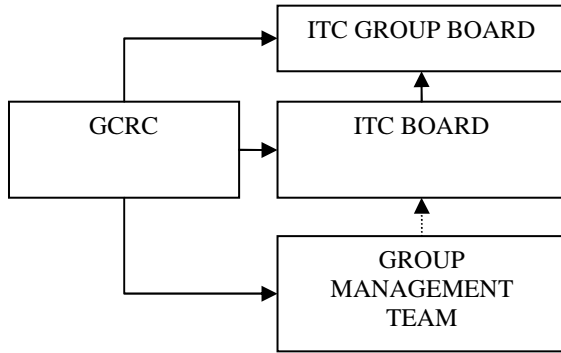 ITC GROUP BOARD
GCRC
ITC BOARD
GROUP
MANAGEMENT
TEAM